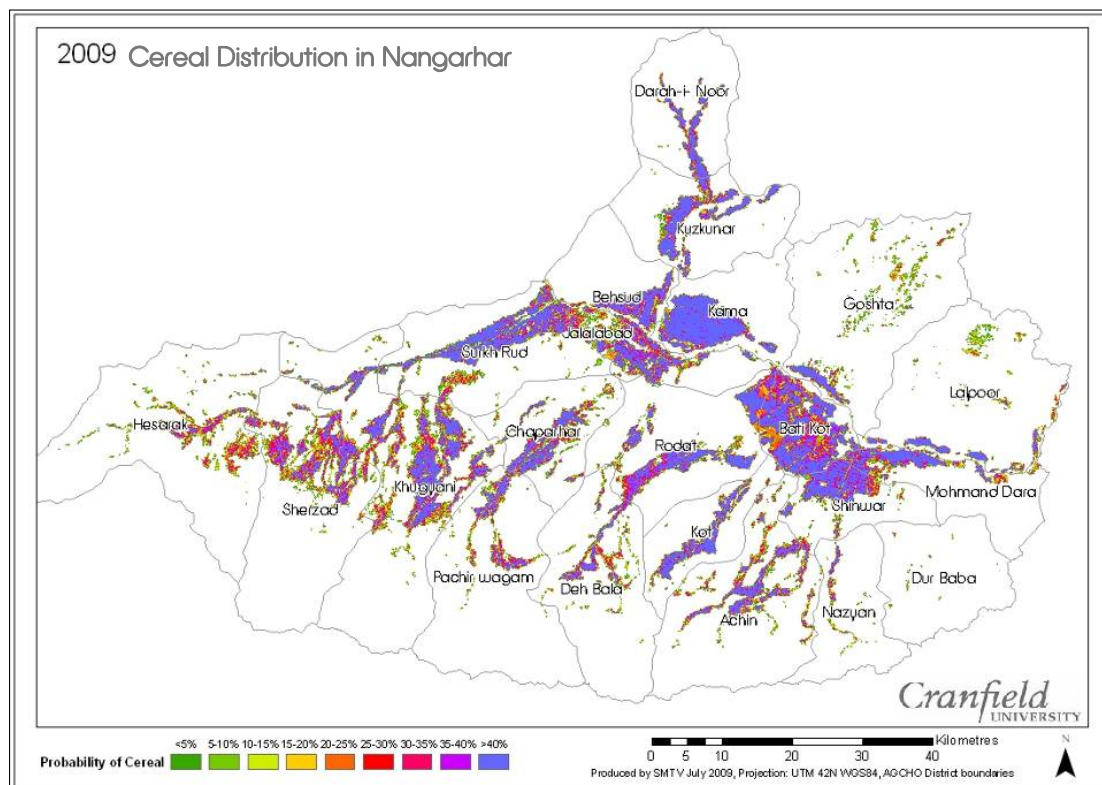 2009 Cereal Distribution in Nangarhar
Darah-i- Noor
Kuzkunar
Goshta
Behsud
Kama
Jalalabad
Surkh Rud
Lalpoor
Hesarak
Chaparhar
Rodat
Bati Kot
Khugyani
Mohmand Dara
Sherzad
Shinwar
Kot
Pachir wagam
Deh Bala
Dur Baba
Achin
Nazyan
Cranfield
UNIVERSITY
<5% 5-10% 10-15% 15-20% 20-25% 25-30% 30-35% 35-40% >40%
Probability of Cereal
Kilometres
0 5 10 20 30 40
N
Produced by SMTV July 2009, Projection: UTM 42N WGS84, AGCHO District boundaries